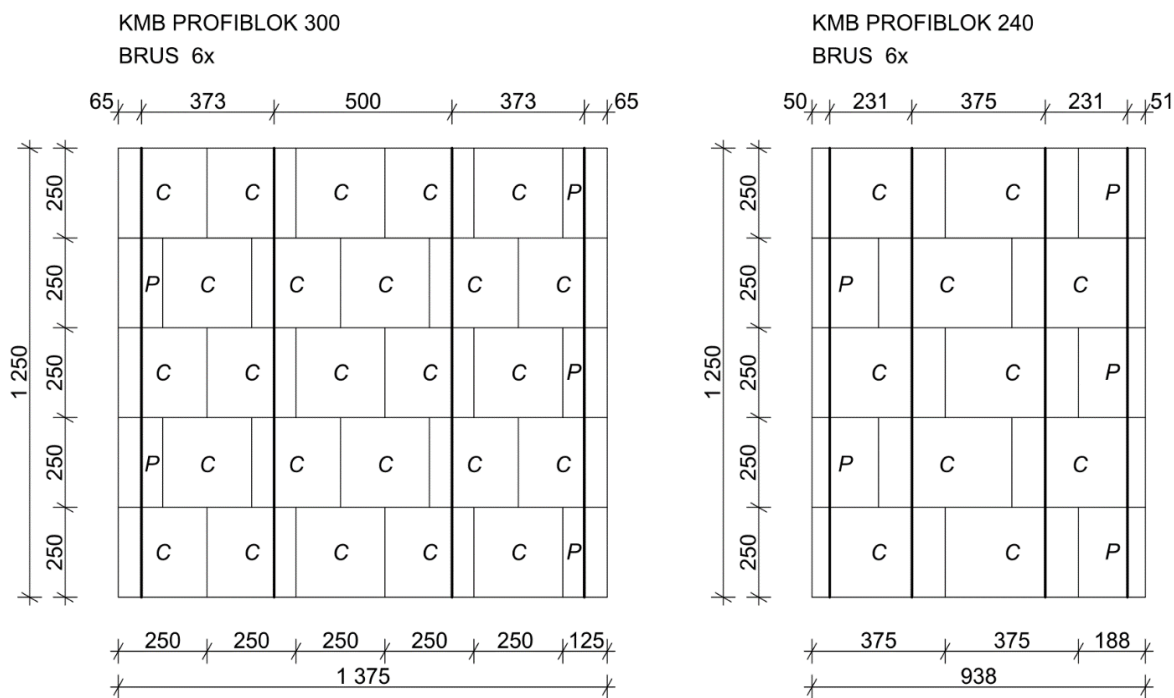 KMB PROFIBLOK 300
BRUS 6x
65 373 500 373 65
1 250
250 250 250 250 250
C C C C C P
P C C C C C
C C C C C P
P C C C C C
C C C C C P
250 250 300 250 250 125
1 375
KMB PROFIBLOK 240
BRUS 6x
50 231 375 231 51
1 250
250 250 250 250 250
C C P
P C C
C C P
P C C
C C P
375 375 188
938